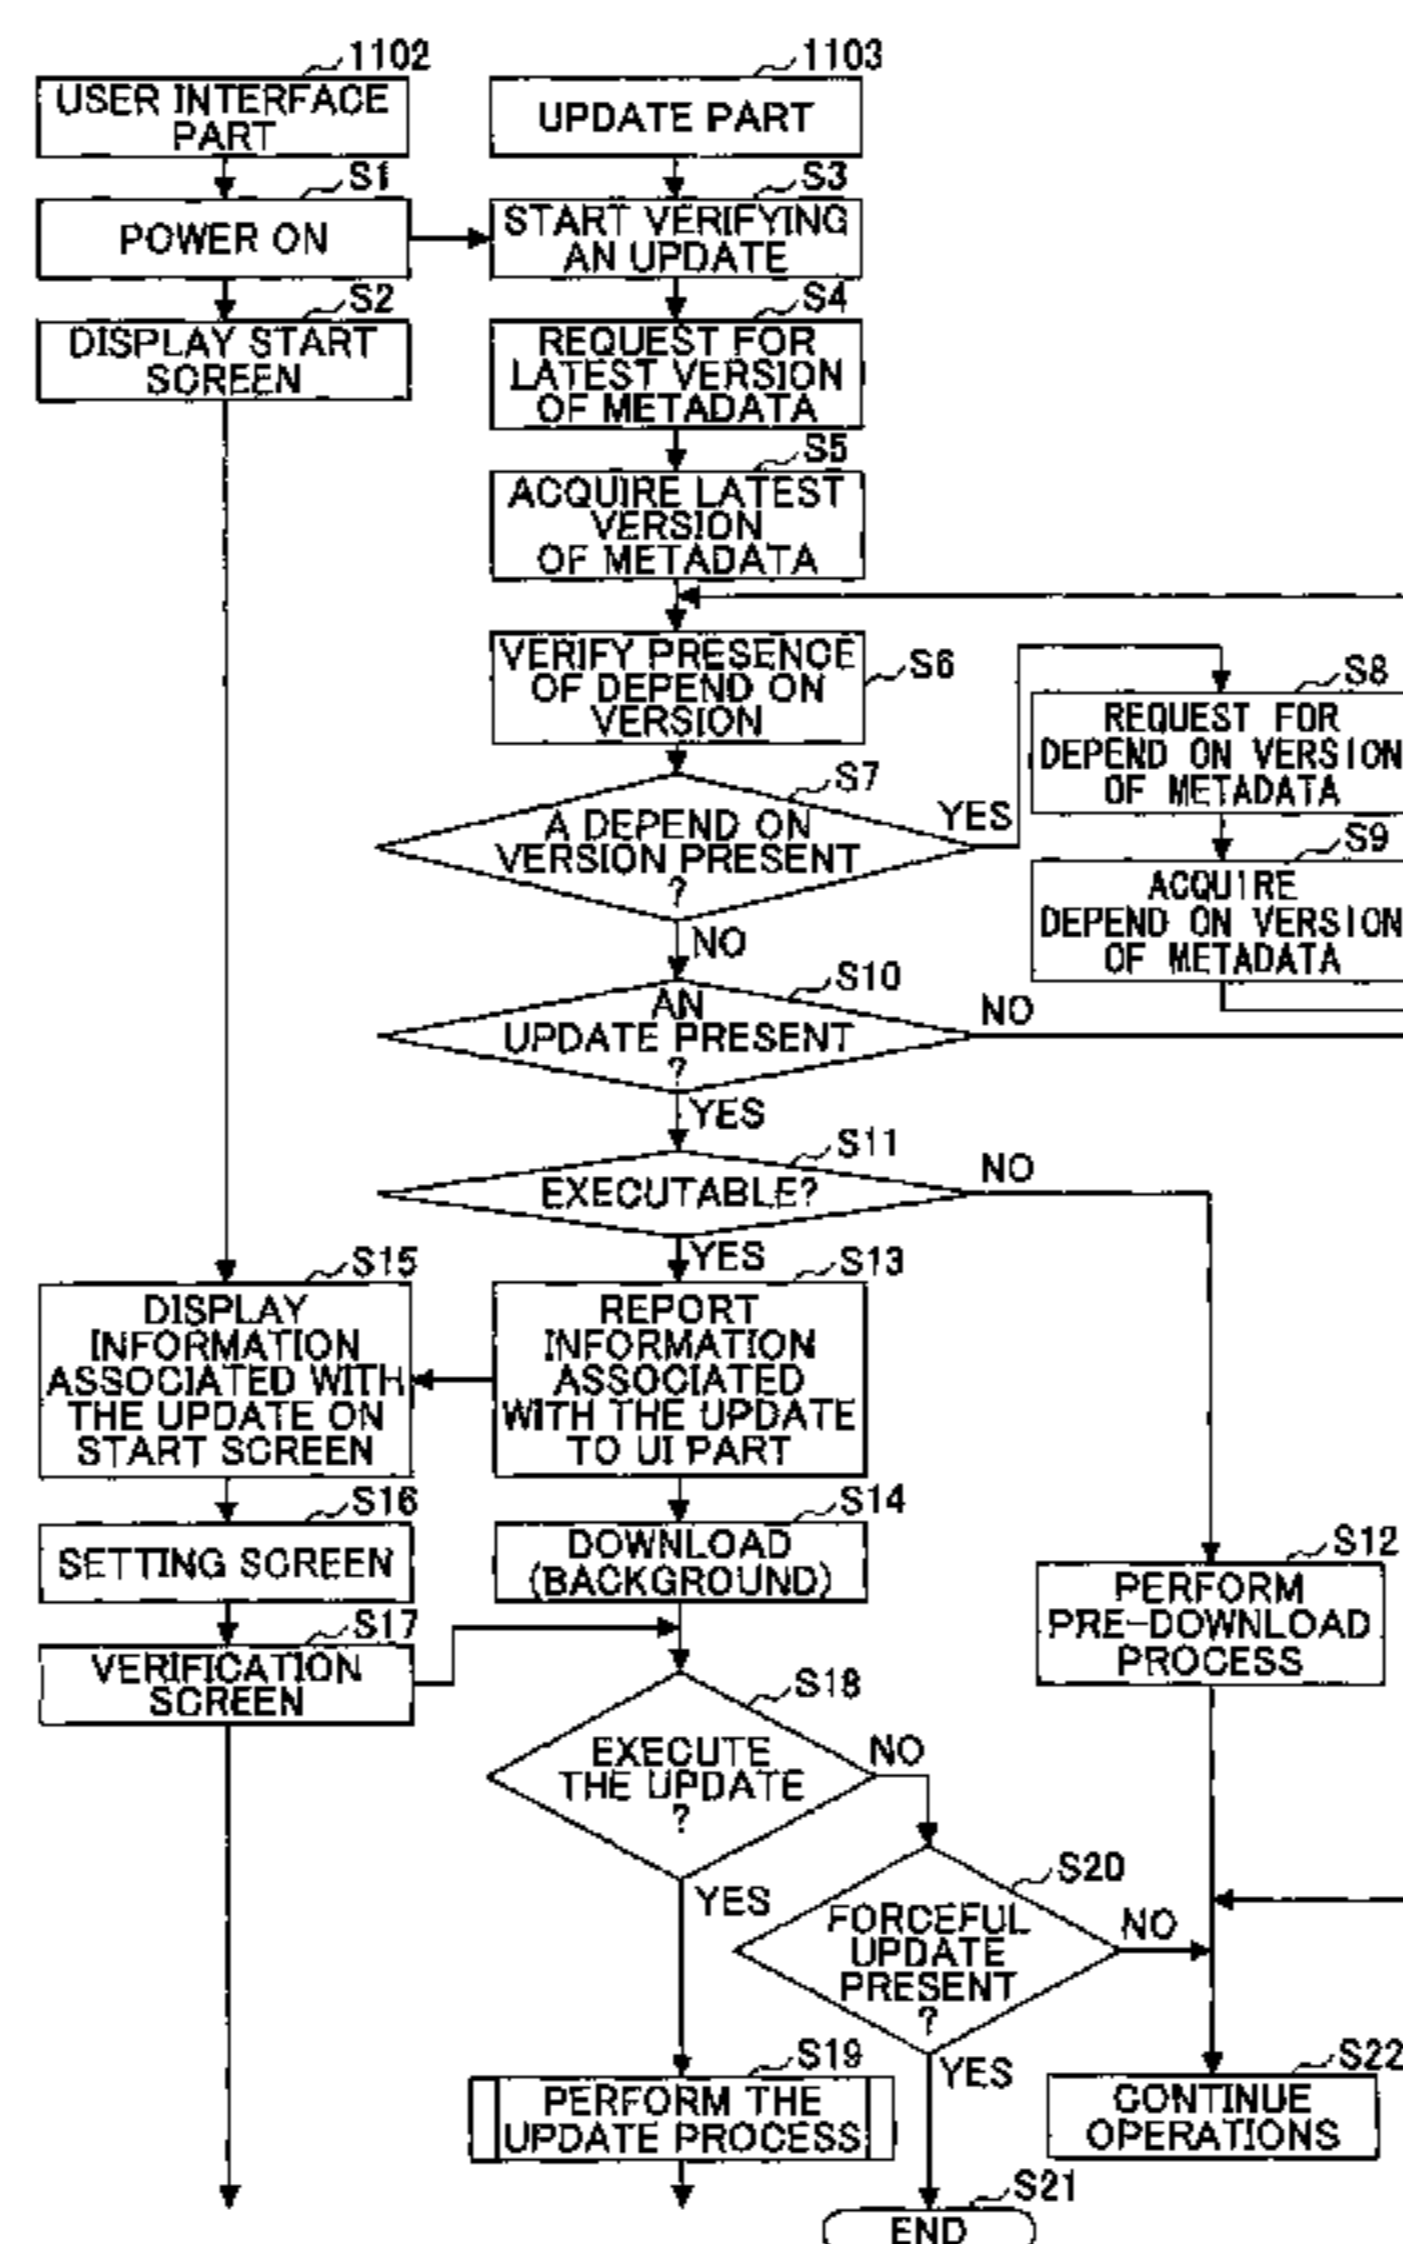 1102
USER INTERFACE
PART
1103
UPDATE PART
S1
POWER ON
S3
START VERIFYING
AN UPDATE
S2
DISPLAY START
SCREEN
S4
REQUEST FOR
LATEST VERSION
OF METADATA
S5
ACQUIRE LATEST
VERSION
OF METADATA
VERIFY PRESENCE
OF DEPEND ON
VERSION
S6
S7
A DEPEND ON
VERSION PRESENT
?
YES
NO
S8
REQUEST FOR
DEPEND ON VERSION
OF METADATA
S9
ACQUIRE
DEPEND ON VERSION
OF METADATA
S10
AN
UPDATE PRESENT
?
NO
YES
S11
EXECUTABLE?
NO
YES
S15
DISPLAY
INFORMATION
ASSOCIATED WITH
THE UPDATE ON
START SCREEN
S13
REPORT
INFORMATION
ASSOCIATED
WITH THE UPDATE
TO UI PART
S16
SETTING SCREEN
S14
DOWNLOAD
(BACKGROUND)
S12
PERFORM
PRE-DOWNLOAD
PROCESS
S17
VERIFICATION
SCREEN
S18
EXECUTE
THE UPDATE
?
NO
YES
S20
FORCEFUL
UPDATE
PRESENT
?
NO
YES
S19
PERFORM THE
UPDATE PROCESS
S22
CONTINUE
OPERATIONS
S21
END